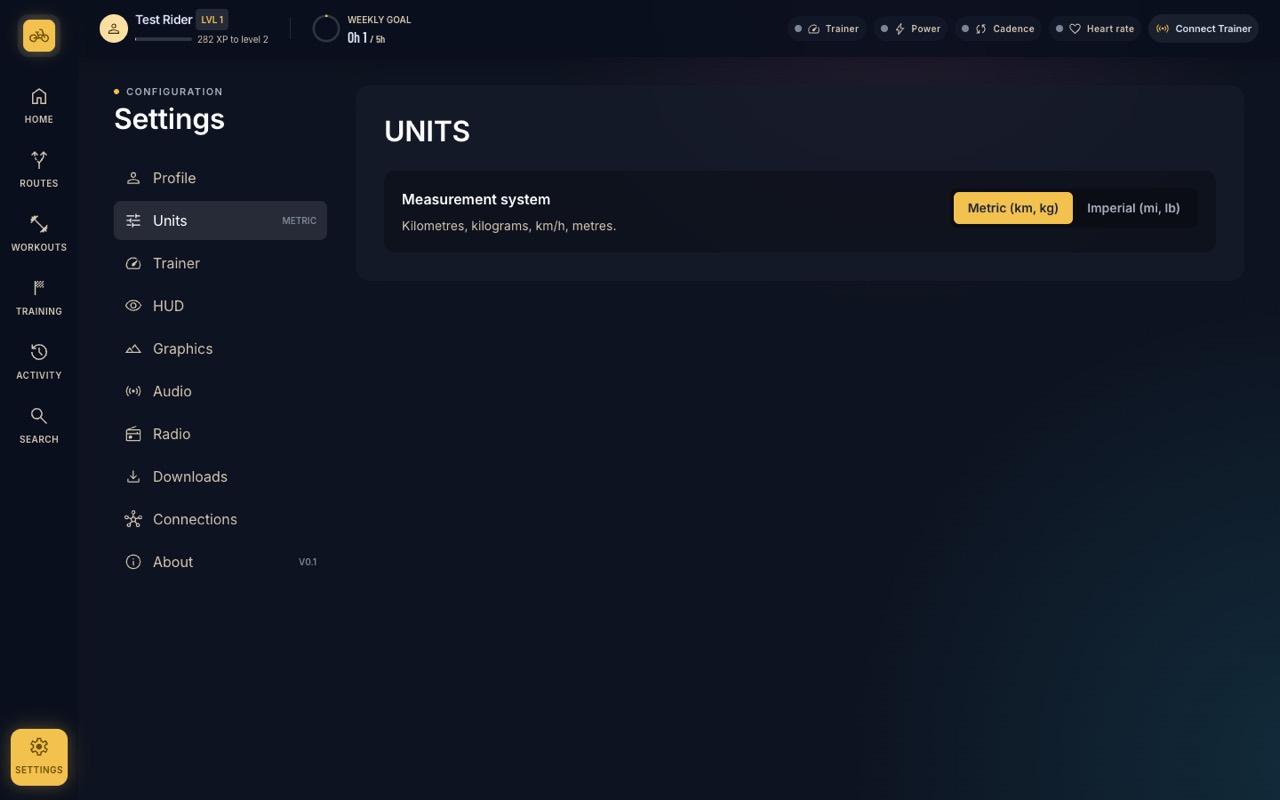 Test Rider LVL 1
282 XP to level 2
WEEKLY GOAL
0h 1 / 5h
Trainer
Power
Cadence
Heart rate
Connect Trainer
HOME
ROUTES
WORKOUTS
TRAINING
ACTIVITY
SEARCH
SETTINGS
CONFIGURATION
Settings
Profile
Units METRIC
Trainer
HUD
Graphics
Audio
Radio
Downloads
Connections
About V0.1
UNITS
Measurement system
Kilometres, kilograms, km/h, metres.
Metric (km, kg)
Imperial (mi, lb)